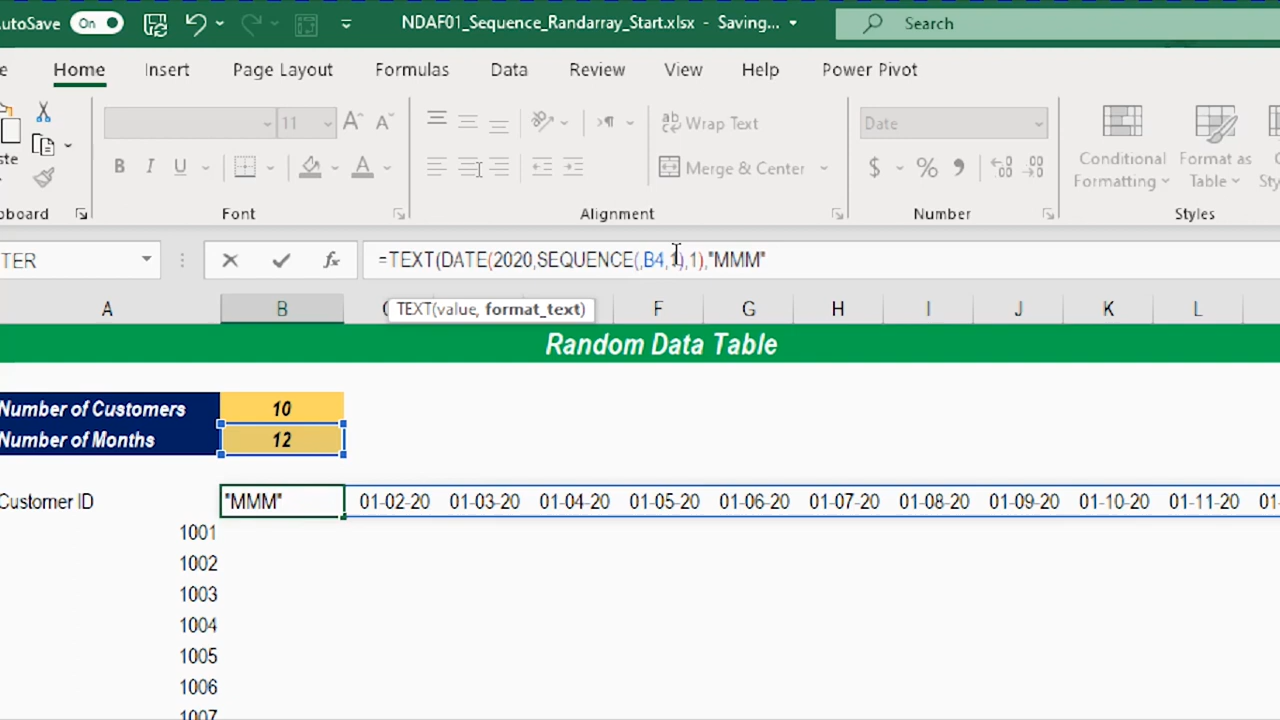 AutoSave On NDAF01_Sequence_Randarray_Start.xlsx - Saving... Search
Home Insert Page Layout Formulas Data Review View Help Power Pivot
11 A A Wrap Text Date
B I U A Merge & Center $ % , Conditional Formatting Format as Table
Font Alignment Number Styles
fx =TEXT(DATE(2020,SEQUENCE(,B4,1),1),"MMM"
TEXT(value, format_text)
A B F G H I J K L
Random Data Table
Number of Customers 10
Number of Months 12
Customer ID "MMM" 01-02-20 01-03-20 01-04-20 01-05-20 01-06-20 01-07-20 01-08-20 01-09-20 01-10-20 01-11-20 01-
1001
1002
1003
1004
1005
1006
1007